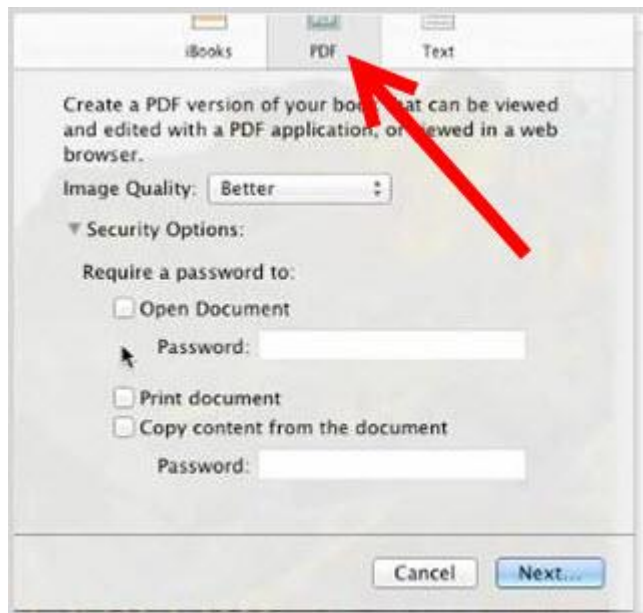 iBooks PDF Text
Create a PDF version of your book that can be viewed
and edited with a PDF application, or viewed in a web
browser.
Image Quality: Better
Security Options:
Require a password to:
Open Document
Password:
Print document
Copy content from the document
Password:
Cancel Next...